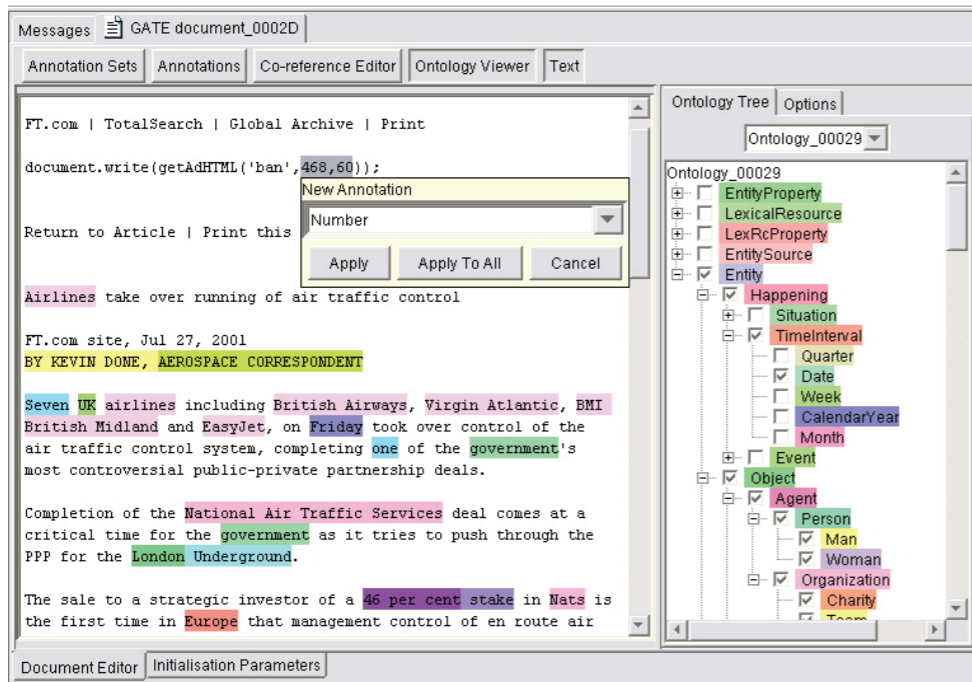 Messages GATE document_0002D
Annotation Sets Annotations Co-reference Editor Ontology Viewer Text
FT.com | TotalSearch | Global Archive | Print
document.write(getAdHTML('ban',468,60));
New Annotation
Number
Return to Article | Print this
Apply Apply To All Cancel
Airlines take over running of air traffic control
FT.com site, Jul 27, 2001
BY KEVIN DONE, AEROSPACE CORRESPONDENT
Seven UK airlines including British Airways, Virgin Atlantic, BMI
British Midland and EasyJet, on Friday took over control of the
air traffic control system, completing one of the government's
most controversial public-private partnership deals.
Completion of the National Air Traffic Services deal comes at a
critical time for the government as it tries to push through the
PPP for the London Underground.
The sale to a strategic investor of a 46 per cent stake in Nats is
the first time in Europe that management control of en route air
Ontology Tree Options
Ontology_00029
Ontology_00029
EntityProperty
LexicalResource
LexRcProperty
EntitySource
Entity
Happening
Situation
TimeInterval
Quarter
Date
Week
CalendarYear
Month
Event
Object
Agent
Person
Man
Woman
Organization
Charity
Team
Document Editor Initialisation Parameters